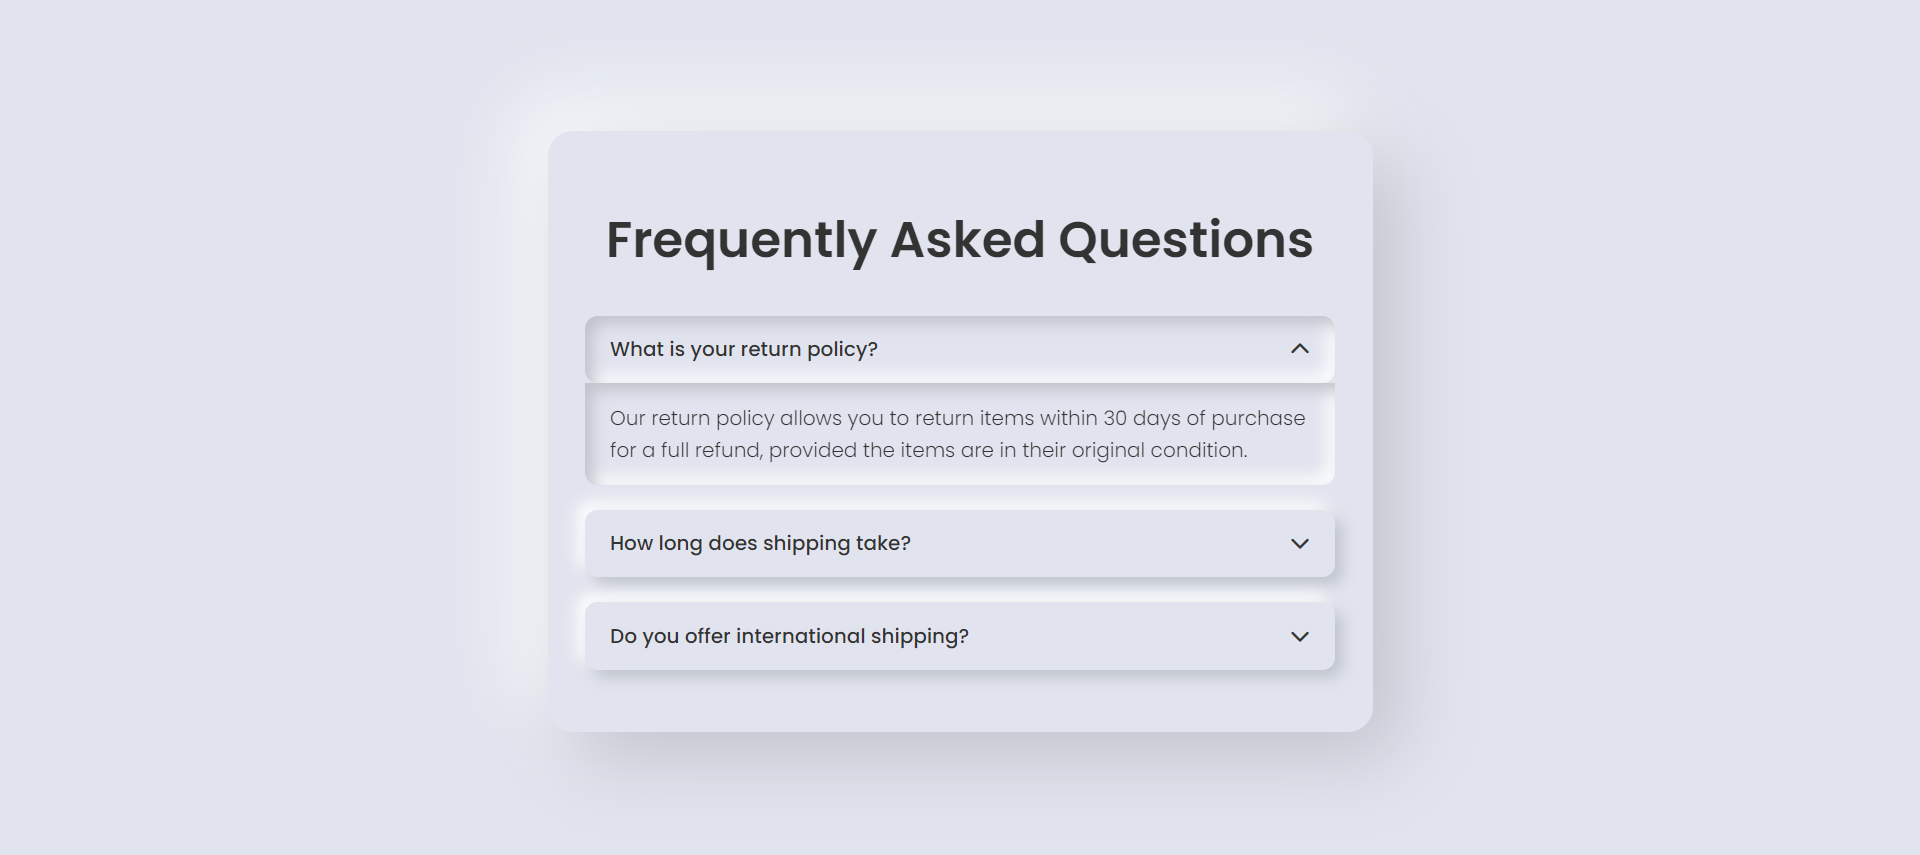 Frequently Asked Questions
What is your return policy?
Our return policy allows you to return items within 30 days of purchase
for a full refund, provided the items are in their original condition.
How long does shipping take?
Do you offer international shipping?